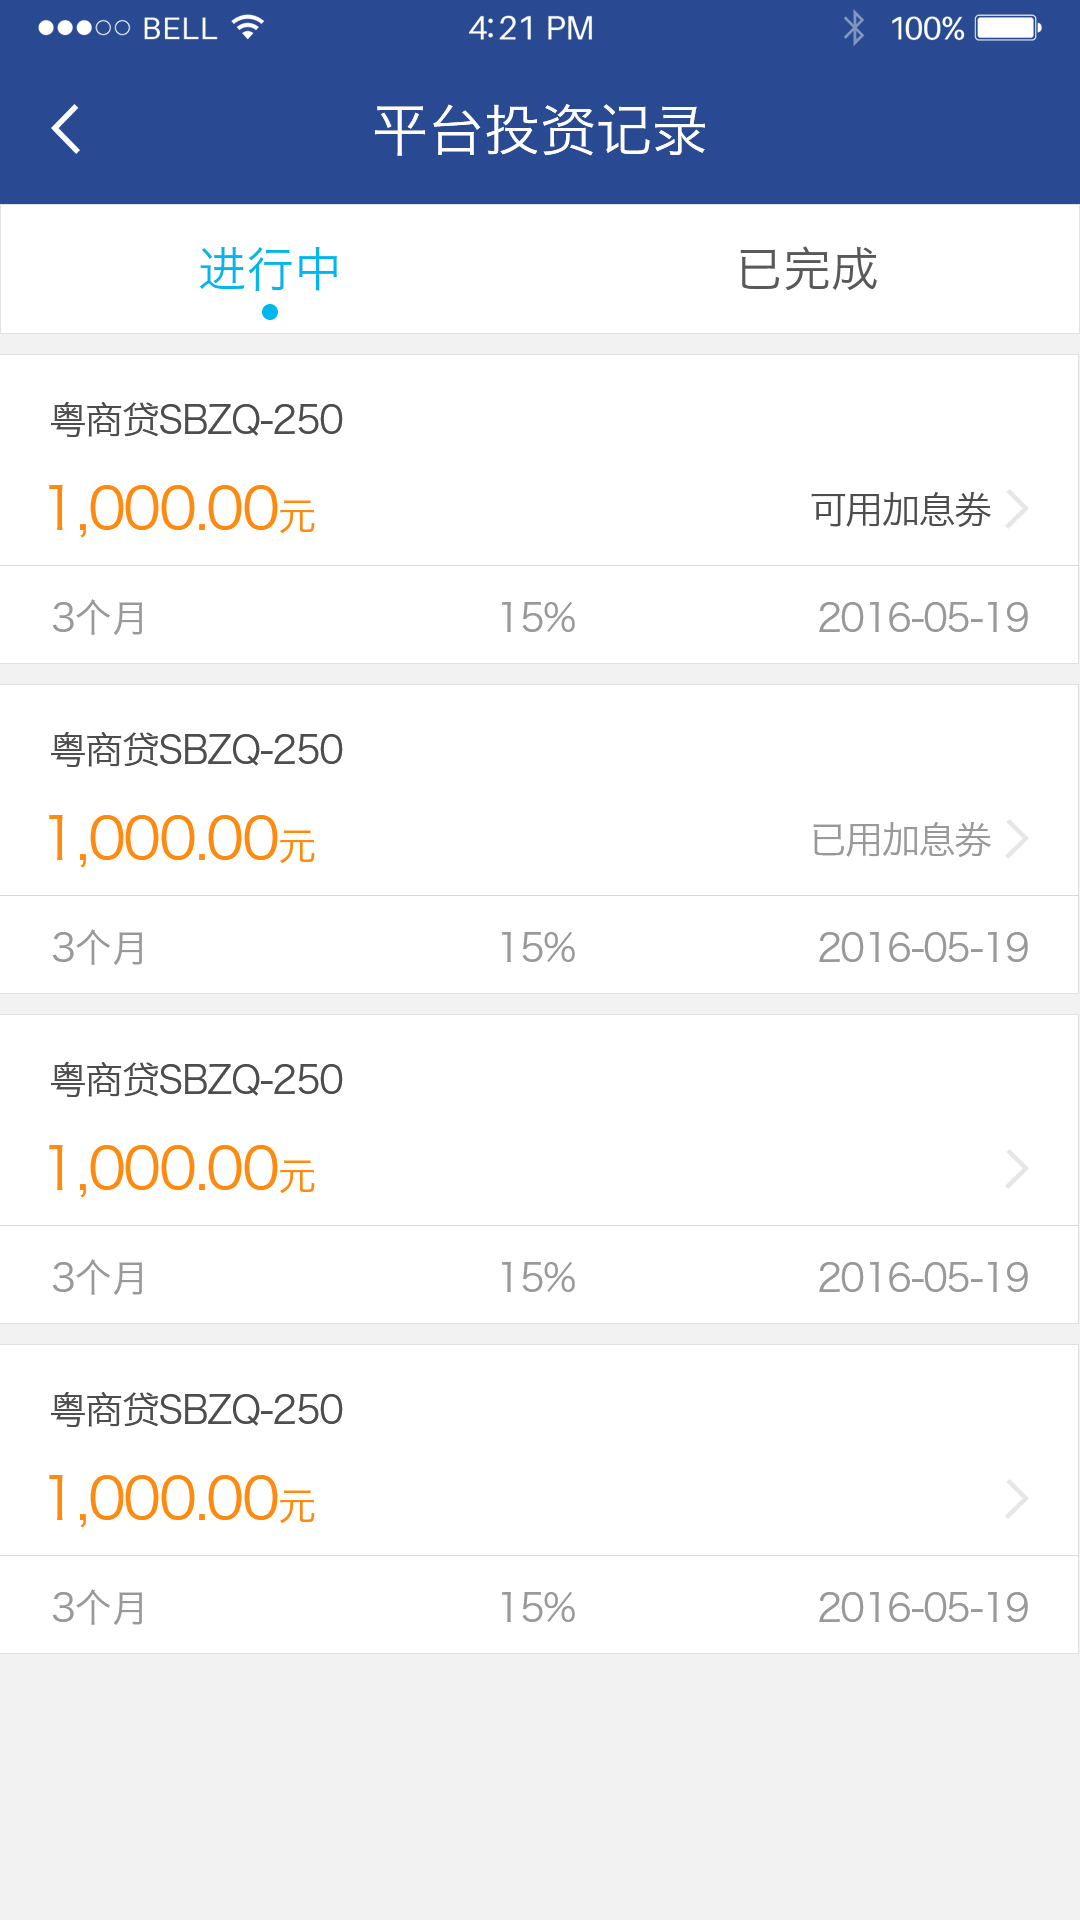 BELL 4:21 PM 100%
平台投资记录
进行中 已完成
粤商贷SBZQ-250
1,000.00元 可用加息券
3个月 15% 2016-05-19
粤商贷SBZQ-250
1,000.00元 已用加息券
3个月 15% 2016-05-19
粤商贷SBZQ-250
1,000.00元
3个月 15% 2016-05-19
粤商贷SBZQ-250
1,000.00元
3个月 15% 2016-05-19